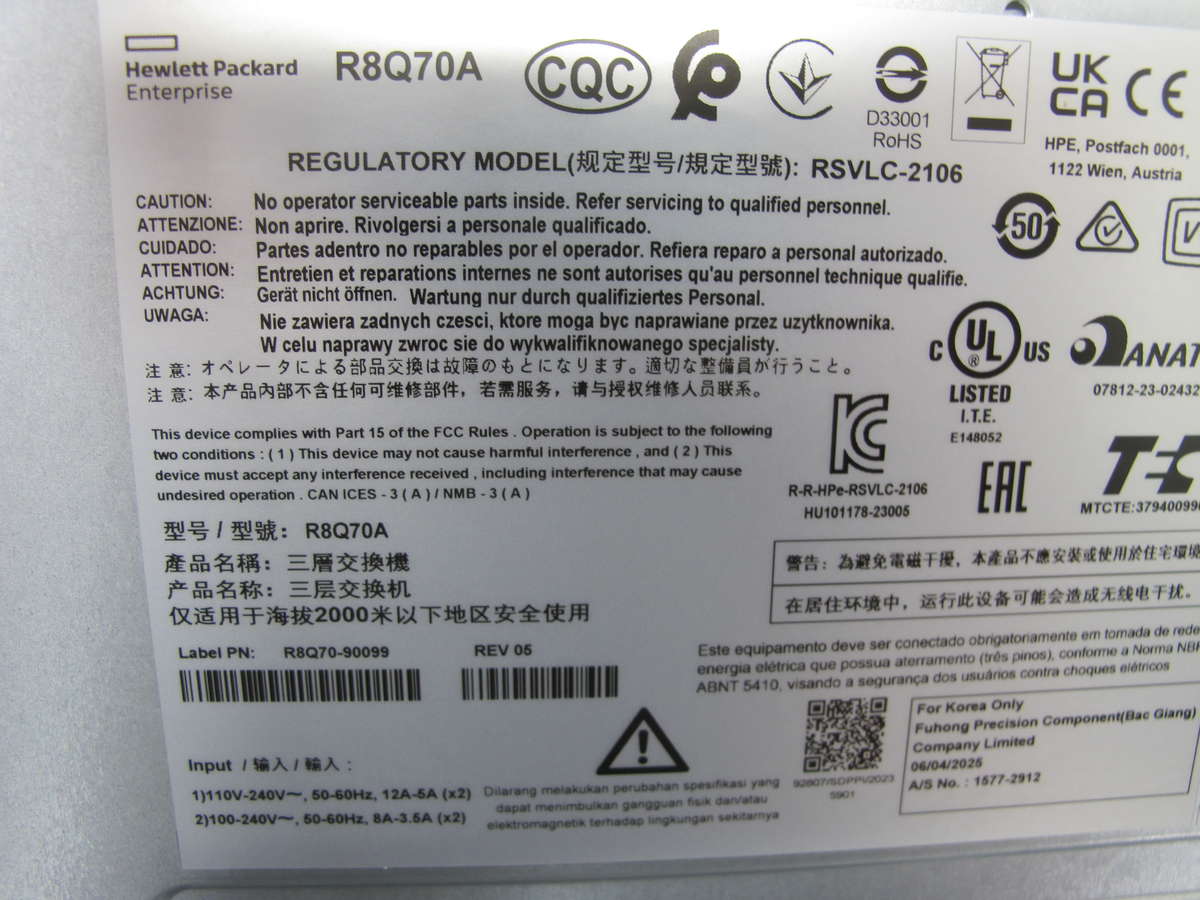 Hewlett Packard
Enterprise
R8Q70A
CQC
D33001
RoHS
UK
CA
CE
HPE, Postfach 0001,
1122 Wien, Austria
REGULATORY MODEL(规定型号/規定型號): RSVLC-2106
CAUTION: No operator serviceable parts inside. Refer servicing to qualified personnel.
ATTENZIONE: Non aprire. Rivolgersi a personale qualificado.
CUIDADO: Partes adentro no reparables por el operador. Refiera reparo a personal autorizado.
ATTENTION: Entretien et reparations internes ne sont autorises qu'au personnel technique qualifie.
ACHTUNG: Gerät nicht öffnen. Wartung nur durch qualifiziertes Personal.
UWAGA: Nie zawiera zadnych czesci, ktore moga byc naprawiane przez uzytkownika.
W celu naprawy zwroc sie do wykwalifiknowanego specjalisty.
注 意: オペレータによる部品交換は故障のもとになります。適切な整備員が行うこと。
注 意: 本产品内部不含任何可维修部件，若需服务，请与授权维修人员联系。
50
V
C UL US
®
LISTED
I.T.E.
E148052
ANAT
07812-23-02432
This device complies with Part 15 of the FCC Rules . Operation is subject to the following
two conditions : ( 1 ) This device may not cause harmful interference , and ( 2 ) This
device must accept any interference received , including interference that may cause
undesired operation . CAN ICES - 3 ( A ) / NMB - 3 ( A )
R-R-HPe-RSVLC-2106
HU101178-23005
EAC
MTCTE:37940099
型号 / 型號: R8Q70A
產品名稱: 三層交換機
产品名称: 三层交换机
仅适用于海拔2000米以下地区安全使用
警告: 為避免電磁干擾，本產品不應安裝或使用於住宅環境
在居住环境中，运行此设备可能会造成无线电干扰。
Label PN: R8Q70-90099 REV 05
Este equipamento deve ser conectado obrigatoriamente em tomada de rede
energia elétrica que possua aterramento (três pinos), conforme a Norma NBR
ABNT 5410, visando a segurança dos usuários contra choques elétricos
For Korea Only
Fuhong Precision Component(Bac Giang)
Company Limited
06/04/2025
A/S No. : 1577-2912
92807/SDPPI/2023
5901
Input / 输入 / 輸入 :
1)110V-240V～, 50-60Hz, 12A-5A (x2)
2)100-240V～, 50-60Hz, 8A-3.5A (x2)
Dilarang melakukan perubahan spesifikasi yang
dapat menimbulkan gangguan fisik dan/atau
elektromagnetik terhadap lingkungan sekitarnya